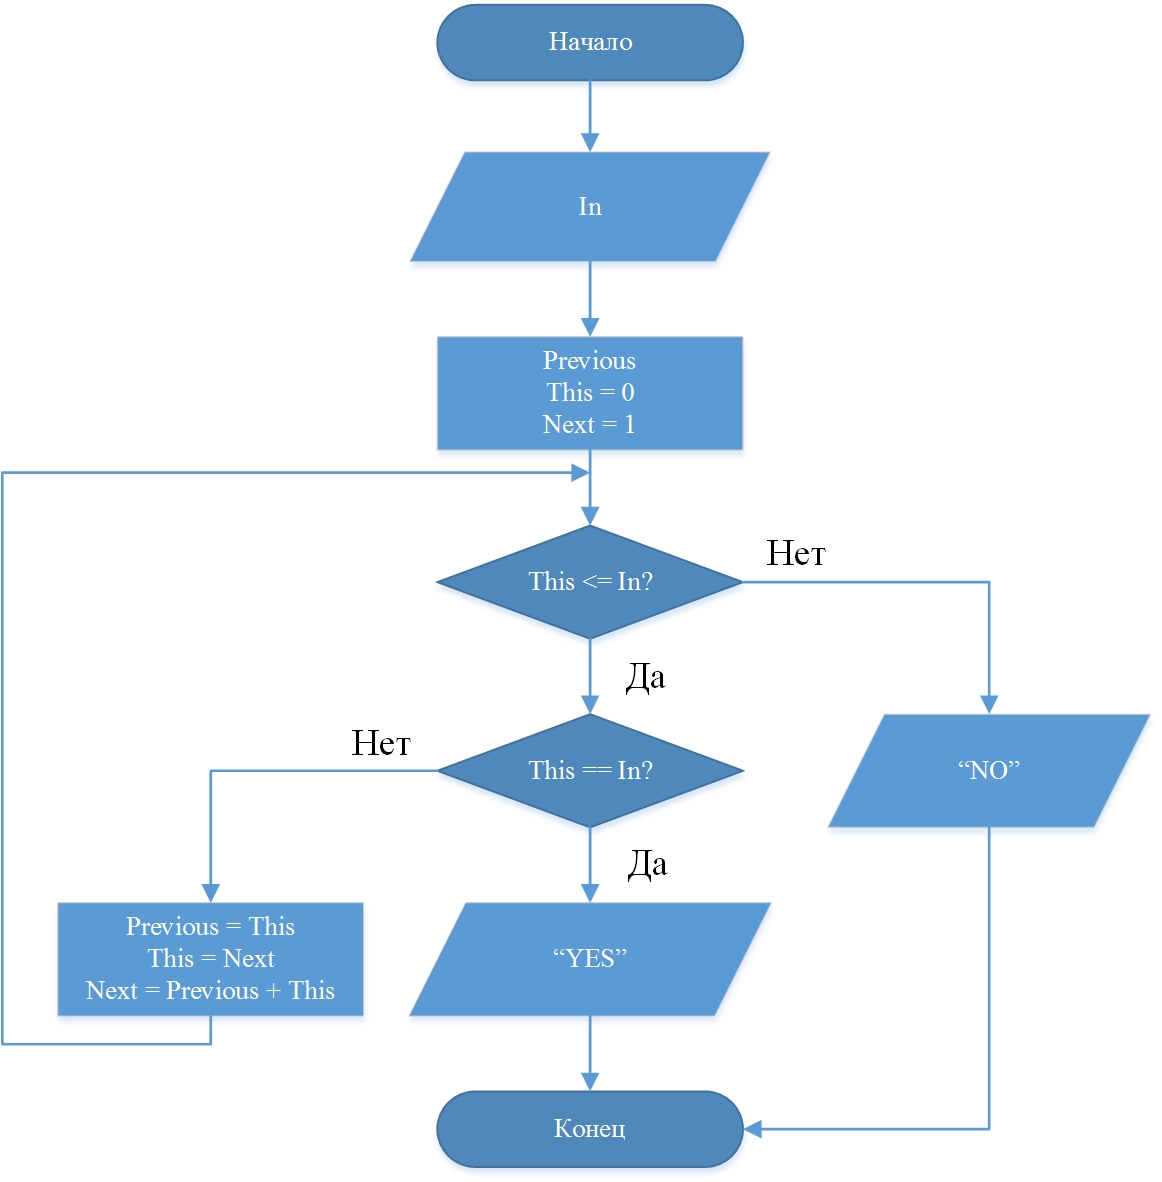 Начало
In
Previous
This = 0
Next = 1
This <= In?
Нет
Да
This == In?
Нет
Да
“NO”
Previous = This
This = Next
Next = Previous + This
“YES”
Конец